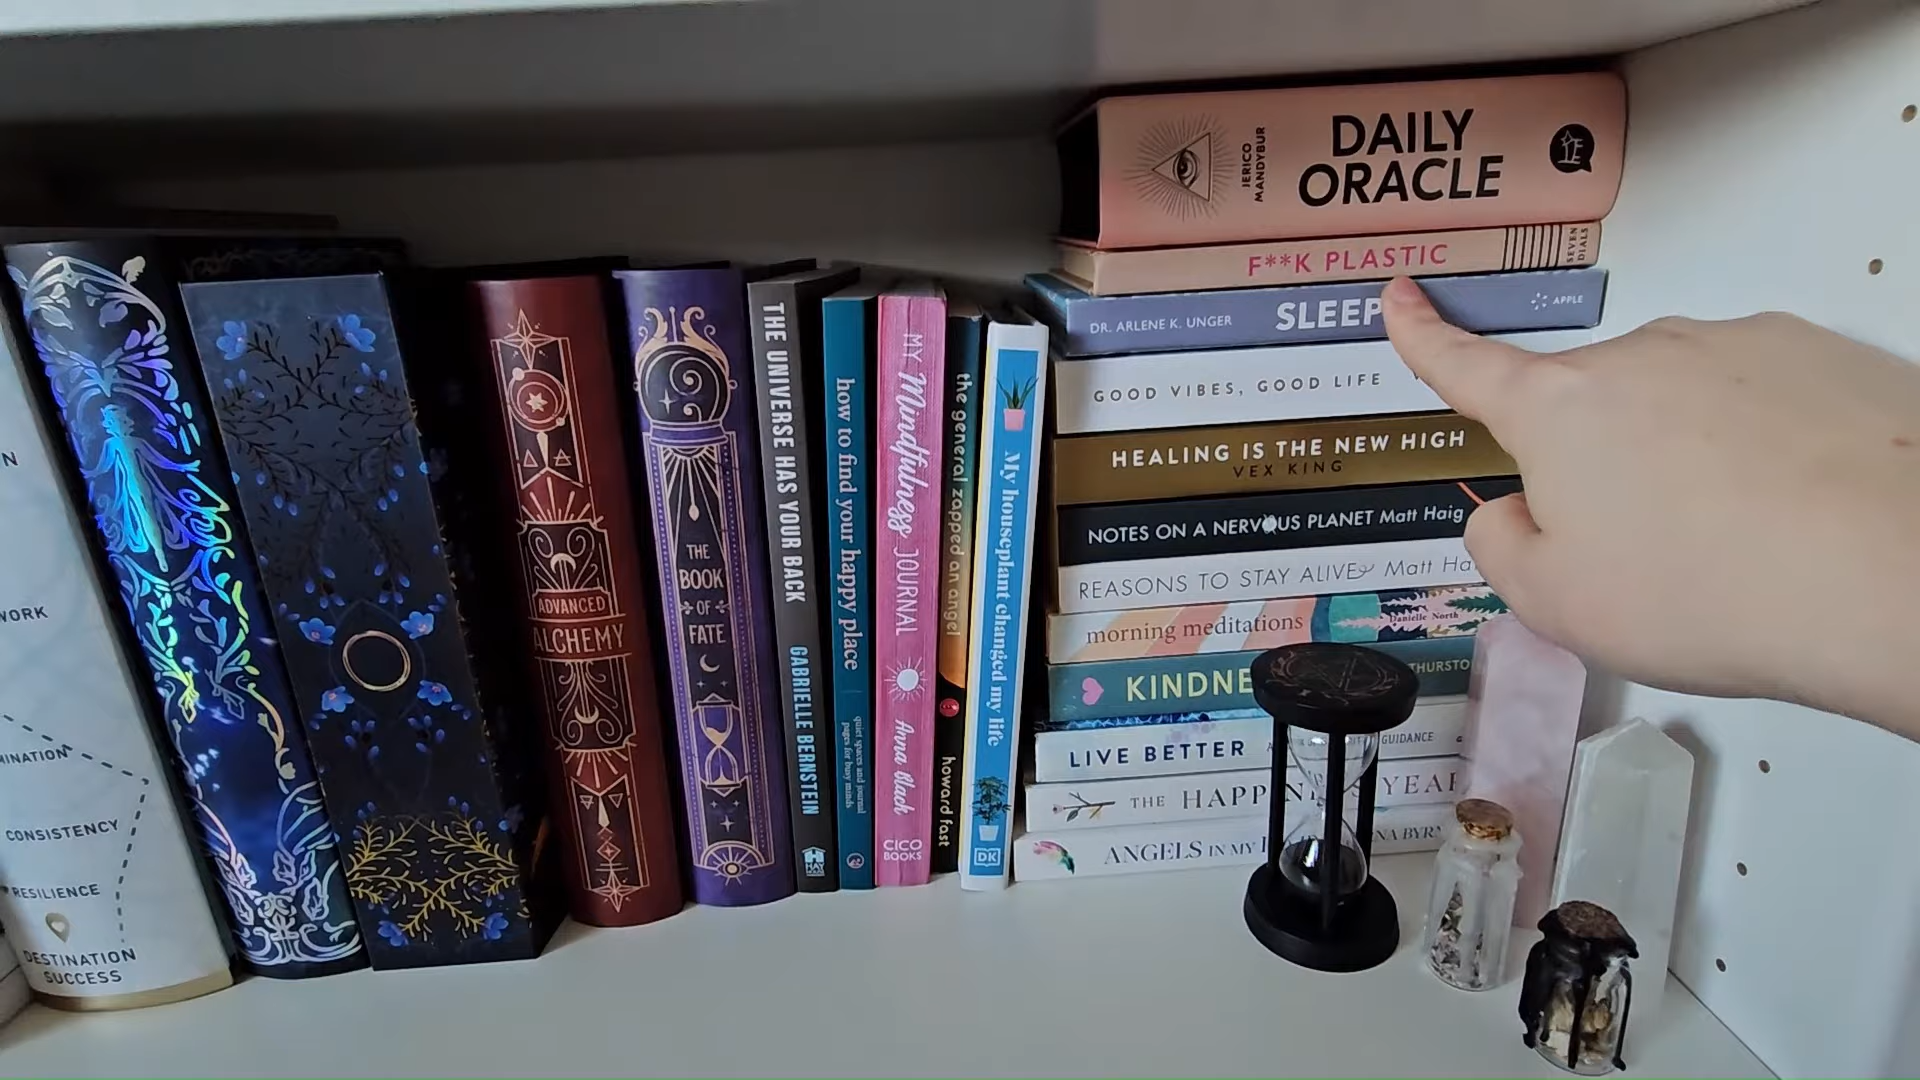 WORK
CONSISTENCY
RESILIENCE
DESTINATION
SUCCESS
ADVANCED
ALCHEMY
THE
BOOK
OF
FATE
THE UNIVERSE HAS YOUR BACK GABRIELLE BERNSTEIN
HAY HOUSE
how to find your happy place
quiet spaces and journal
pages for busy minds
MY Mindfulness JOURNAL Anna Black
CICO
BOOKS
the general zapped an angel howard fast
My houseplant changed my life
DK
JERICO
MANDYBUR
DAILY
ORACLE
F**K PLASTIC
SEVEN
DIALS
DR. ARLENE K. UNGER SLEEP APPLE
GOOD VIBES, GOOD LIFE
HEALING IS THE NEW HIGH
VEX KING
NOTES ON A NERVOUS PLANET Matt Haig
REASONS TO STAY ALIVE Matt
morning meditations Danielle North
KINDNE THURSTO
LIVE BETTER GUIDANCE
THE HAPPINE YEAR
ANGELS IN MY NA BYRN